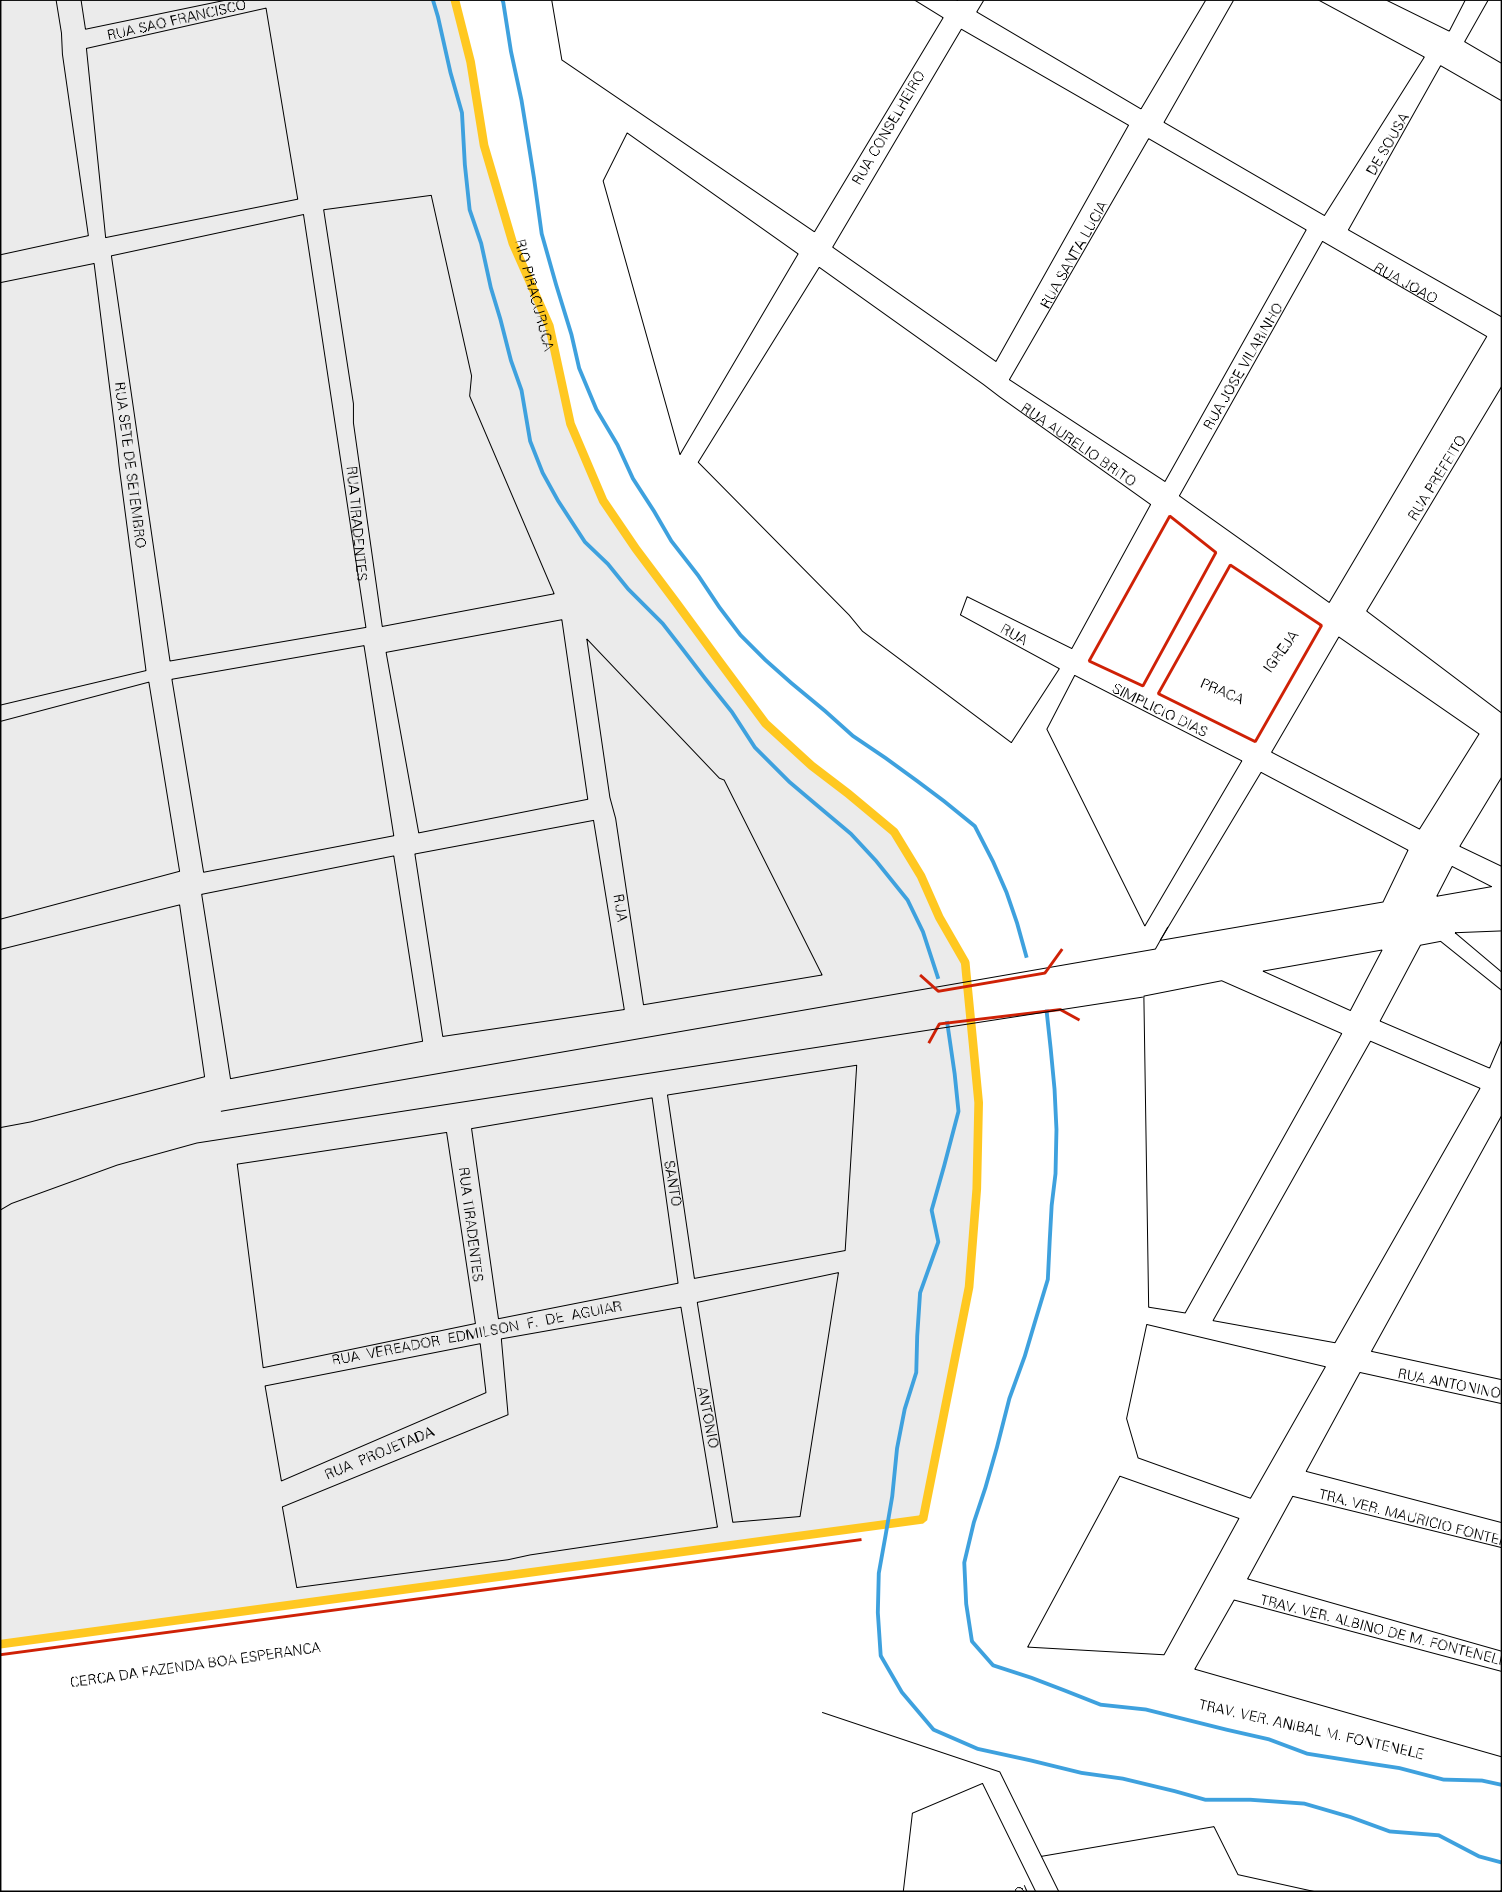 RUA SAO FRANCISCO
RUA CONSELHEIRO
DE SOUSA
RUA SANTA LUCIA
RIO PIRACURUCA
RUA JOAO
RUA JOSE VILARINHO
RUA SETE DE SETEMBRO
RUA TIRADENTES
RUA AURELIO BRITO
RUA PREFEITO
RUA
IGREJA
PRACA
SIMPLICIO DIAS
RUA
SANTO
RUA TIRADENTES
RUA VEREADOR EDMILSON F. DE AGUIAR
RUA ANTONINO
ANTONIO
RUA PROJETADA
TRA. VER. MAURICIO FONTE
TRAV. VER. ALBINO DE M. FONTENEL
CERCA DA FAZENDA BOA ESPERANCA
TRAV. VER. ANIBAL M. FONTENELE